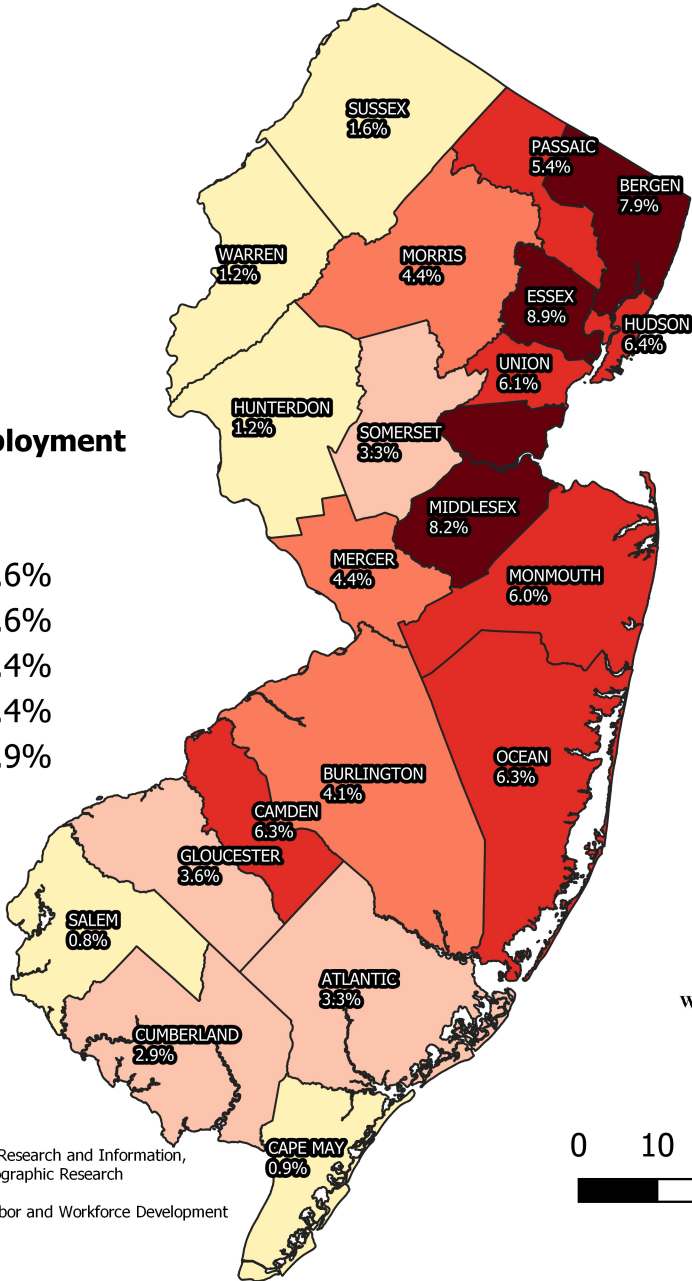 SUSSEX
1.6%
PASSAIC
5.4%
BERGEN
7.9%
WARREN
1.2%
MORRIS
4.4%
ESSEX
8.9%
HUDSON
6.4%
UNION
6.1%
HUNTERDON
1.2%
SOMERSET
3.3%
ployment
MIDDLESEX
8.2%
MERCER
4.4%
MONMOUTH
6.0%
.6%
.6%
.4%
.4%
.9%
OCEAN
6.3%
BURLINGTON
4.1%
CAMDEN
6.3%
GLOUCESTER
3.6%
SALEM
0.8%
ATLANTIC
3.3%
W
CUMBERLAND
2.9%
CAPE MAY
0.9%
Research and Information,
ographic Research
bor and Workforce Development
0 10